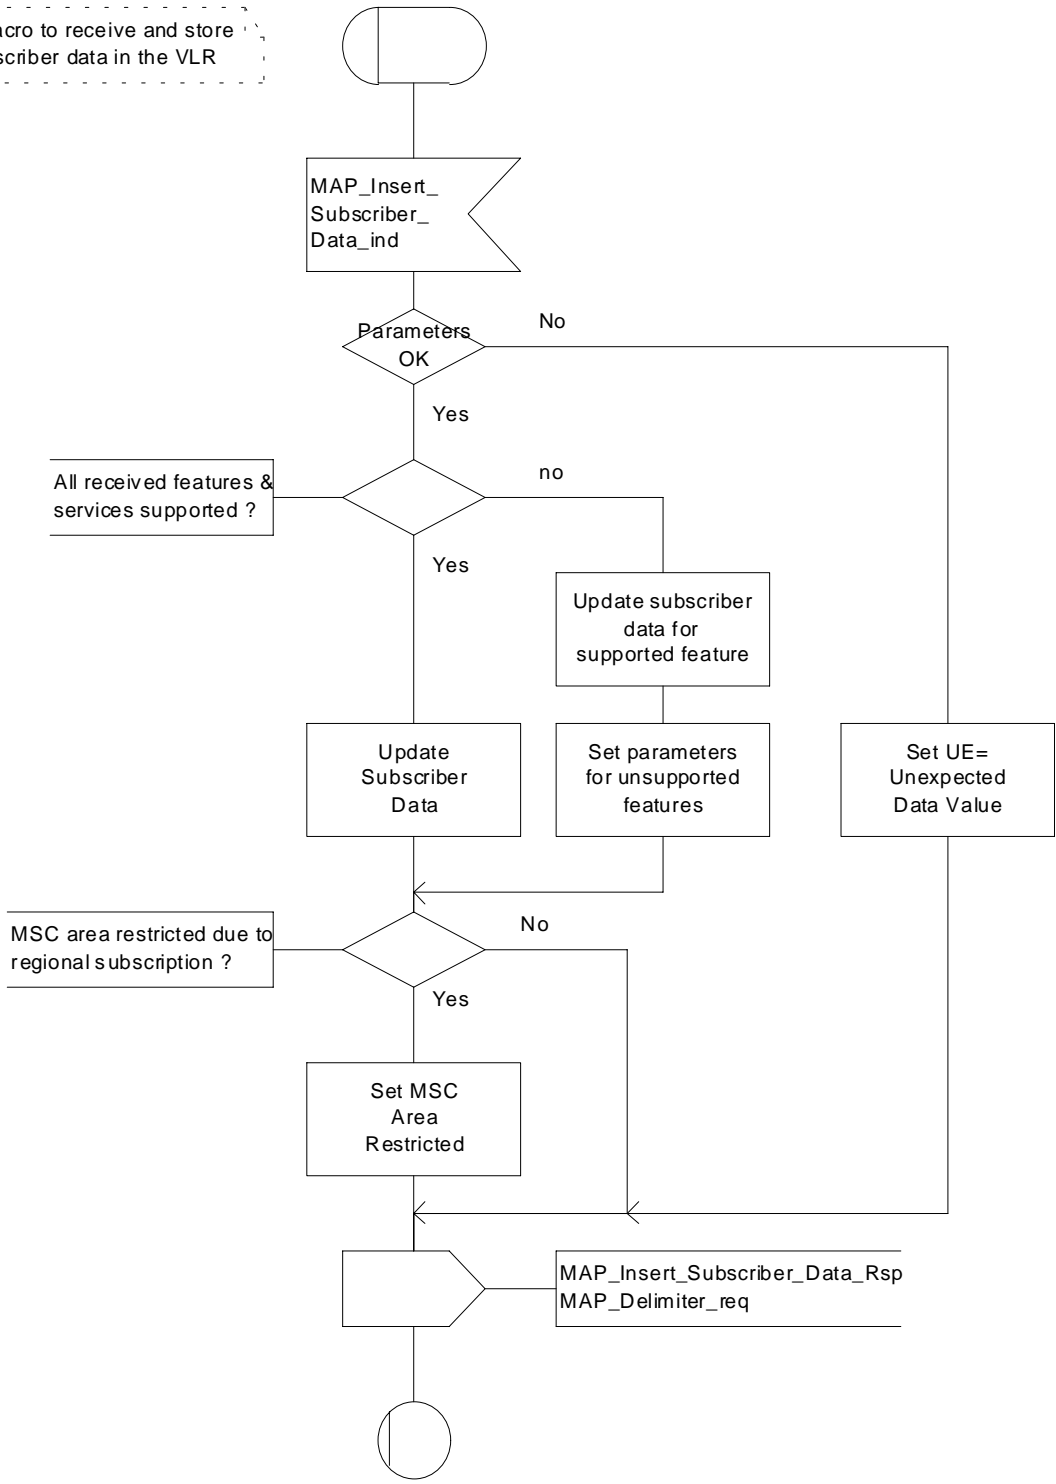 to receive and store
data in the VLR
MAP_Insert_
Subscriber_
Data_ind
Parameters
OK
No
Yes
All received features &
services supported ?
no
Yes
Update subscriber
data for
supported feature
Update
Subscriber
Data
Set parameters
for unsupported
features
Set UE=
Unexpected
Data Value
MSC area restricted due to
regional subscription ?
No
Yes
Set MSC
Area
Restricted
MAP_Insert_Subscriber_Data_Rsp
MAP_Delimiter_req